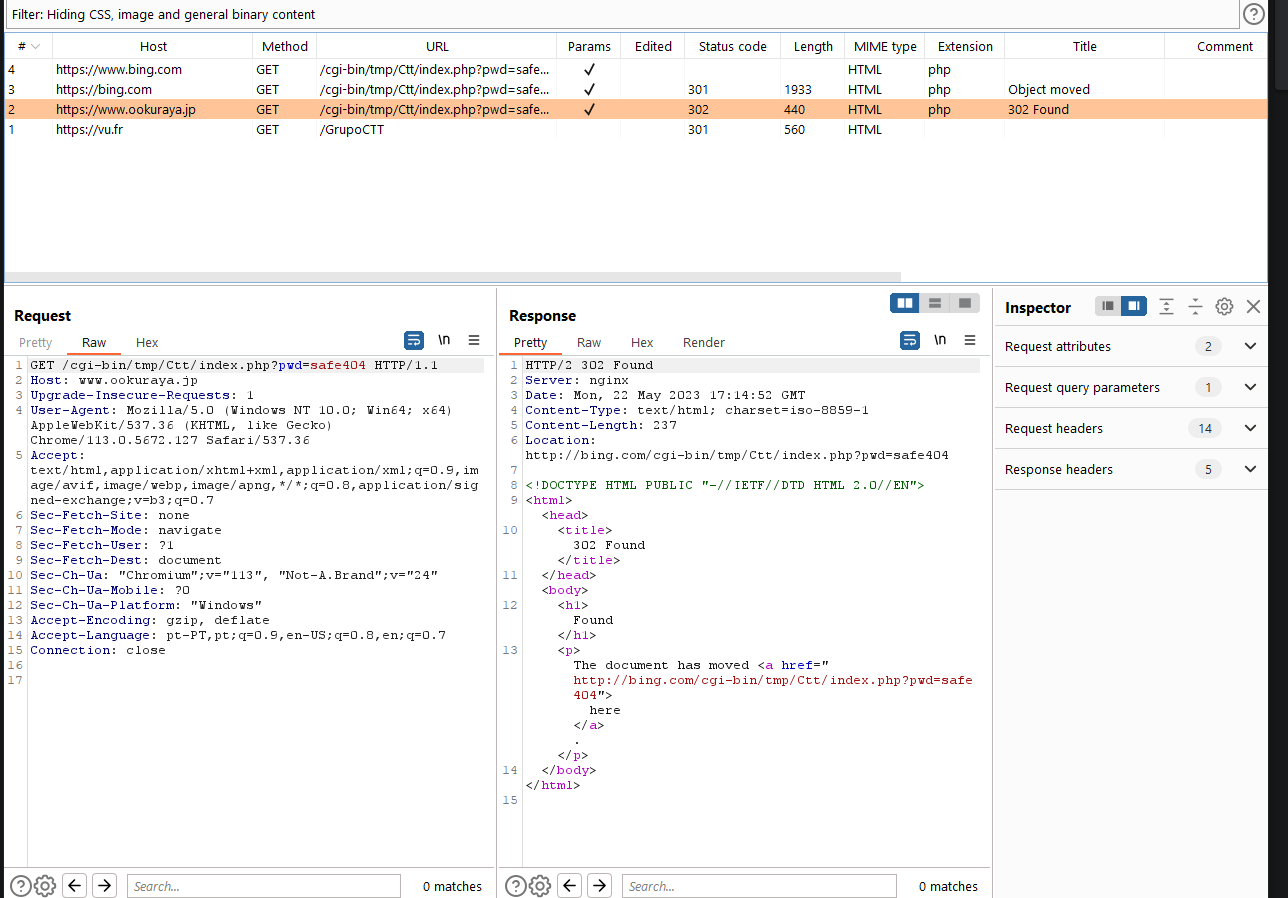 Filter: Hiding CSS, image and general binary content
# Host Method URL Params Edited Status code Length MIME type Extension Title Comment
4 https://www.bing.com GET /cgi-bin/tmp/Ctt/index.php?pwd=safe... ✓ HTML php
3 https://bing.com GET /cgi-bin/tmp/Ctt/index.php?pwd=safe... ✓ 301 1933 HTML php Object moved
2 https://www.ookuraya.jp GET /cgi-bin/tmp/Ctt/index.php?pwd=safe... ✓ 302 440 HTML php 302 Found
1 https://vu.fr GET /GrupoCTT 301 560 HTML
Request
Pretty Raw Hex \n
1 GET /cgi-bin/tmp/Ctt/index.php?pwd=safe404 HTTP/1.1
2 Host: www.ookuraya.jp
3 Upgrade-Insecure-Requests: 1
4 User-Agent: Mozilla/5.0 (Windows NT 10.0; Win64; x64)
AppleWebKit/537.36 (KHTML, like Gecko)
Chrome/113.0.5672.127 Safari/537.36
5 Accept:
text/html,application/xhtml+xml,application/xml;q=0.9,im
age/avif,image/webp,image/apng,*/*;q=0.8,application/sig
ned-exchange;v=b3;q=0.7
6 Sec-Fetch-Site: none
7 Sec-Fetch-Mode: navigate
8 Sec-Fetch-User: ?1
9 Sec-Fetch-Dest: document
10 Sec-Ch-Ua: "Chromium";v="113", "Not-A.Brand";v="24"
11 Sec-Ch-Ua-Mobile: ?0
12 Sec-Ch-Ua-Platform: "Windows"
13 Accept-Encoding: gzip, deflate
14 Accept-Language: pt-PT,pt;q=0.9,en-US;q=0.8,en;q=0.7
15 Connection: close
16
17
Search...
0 matches
Response
Pretty Raw Hex Render \n
1 HTTP/2 302 Found
2 Server: nginx
3 Date: Mon, 22 May 2023 17:14:52 GMT
4 Content-Type: text/html; charset=iso-8859-1
5 Content-Length: 237
6 Location:
http://bing.com/cgi-bin/tmp/Ctt/index.php?pwd=safe404
7
8 <!DOCTYPE HTML PUBLIC "-//IETF//DTD HTML 2.0//EN">
9 <html>
<head>
10 <title>
302 Found
</title>
11 </head>
<body>
12 <h1>
Found
</h1>
13 <p>
The document has moved <a href="
http://bing.com/cgi-bin/tmp/Ctt/index.php?pwd=safe
404">
here
</a>
.
</p>
14 </body>
</html>
15
Search...
0 matches
Inspector
Request attributes 2
Request query parameters 1
Request headers 14
Response headers 5